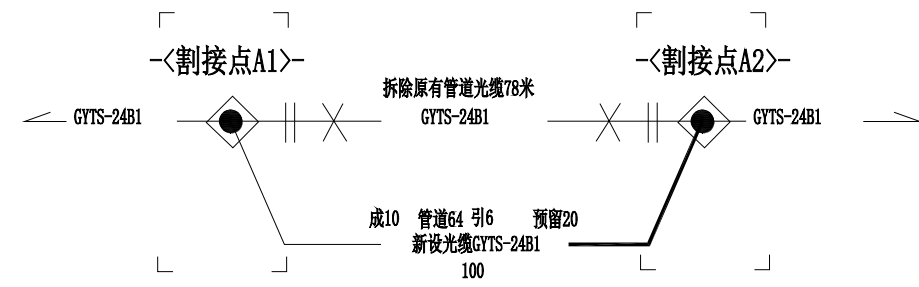 -<割接点A1>-
-<割接点A2>-
拆除原有管道光缆78米
GYTS-24B1
GYTS-24B1
GYTS-24B1
成10 管道64 引6 预留20
新设光缆GYTS-24B1
100